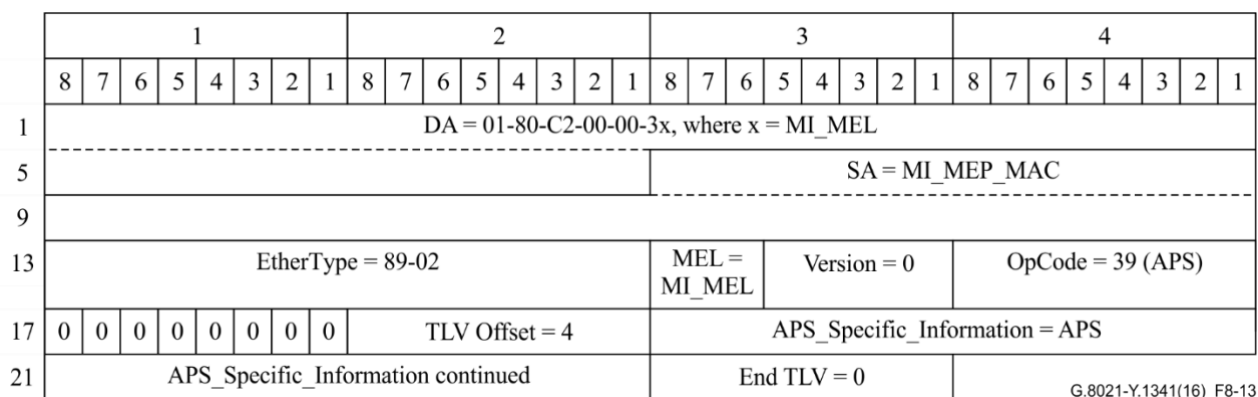 1 2 3 4
8 7 6 5 4 3 2 1 8 7 6 5 4 3 2 1 8 7 6 5 4 3 2 1 8 7 6 5 4 3 2 1
1 DA = 01-80-C2-00-00-3x, where x = MI_MEL
5 SA = MI_MEP_MAC
9
13 EtherType = 89-02 MEL = Version = 0 OpCode = 39 (APS)
MI_MEL
17 0 0 0 0 0 0 0 0 TLV Offset = 4 APS_Specific_Information = APS
21 APS_Specific_Information continued End TLV = 0
G.8021-Y.1341(16)_F8-13